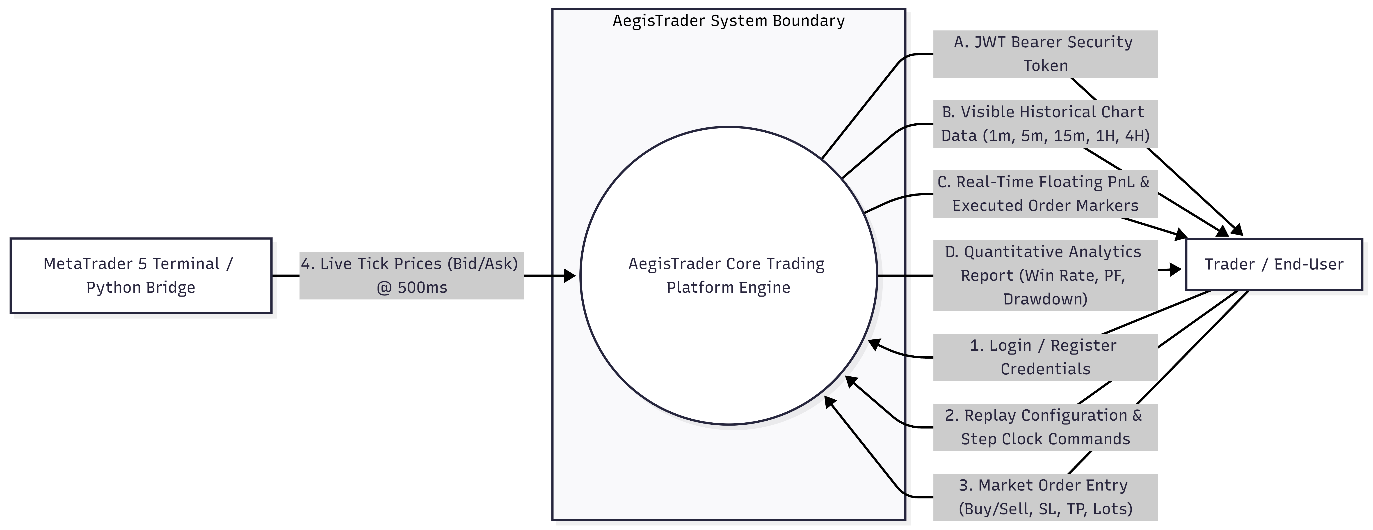 AegisTrader System Boundary
A. JWT Bearer Security
Token
B. Visible Historical Chart
Data (1m, 5m, 15m, 1H, 4H)
C. Real-Time Floating PnL &
Executed Order Markers
MetaTrader 5 Terminal /
Python Bridge
4. Live Tick Prices (Bid/Ask)
@ 500ms
AegisTrader Core Trading
Platform Engine
D. Quantitative Analytics
Report (Win Rate, PF,
Drawdown)
Trader / End-User
1. Login / Register
Credentials
2. Replay Configuration &
Step Clock Commands
3. Market Order Entry
(Buy/Sell, SL, TP, Lots)